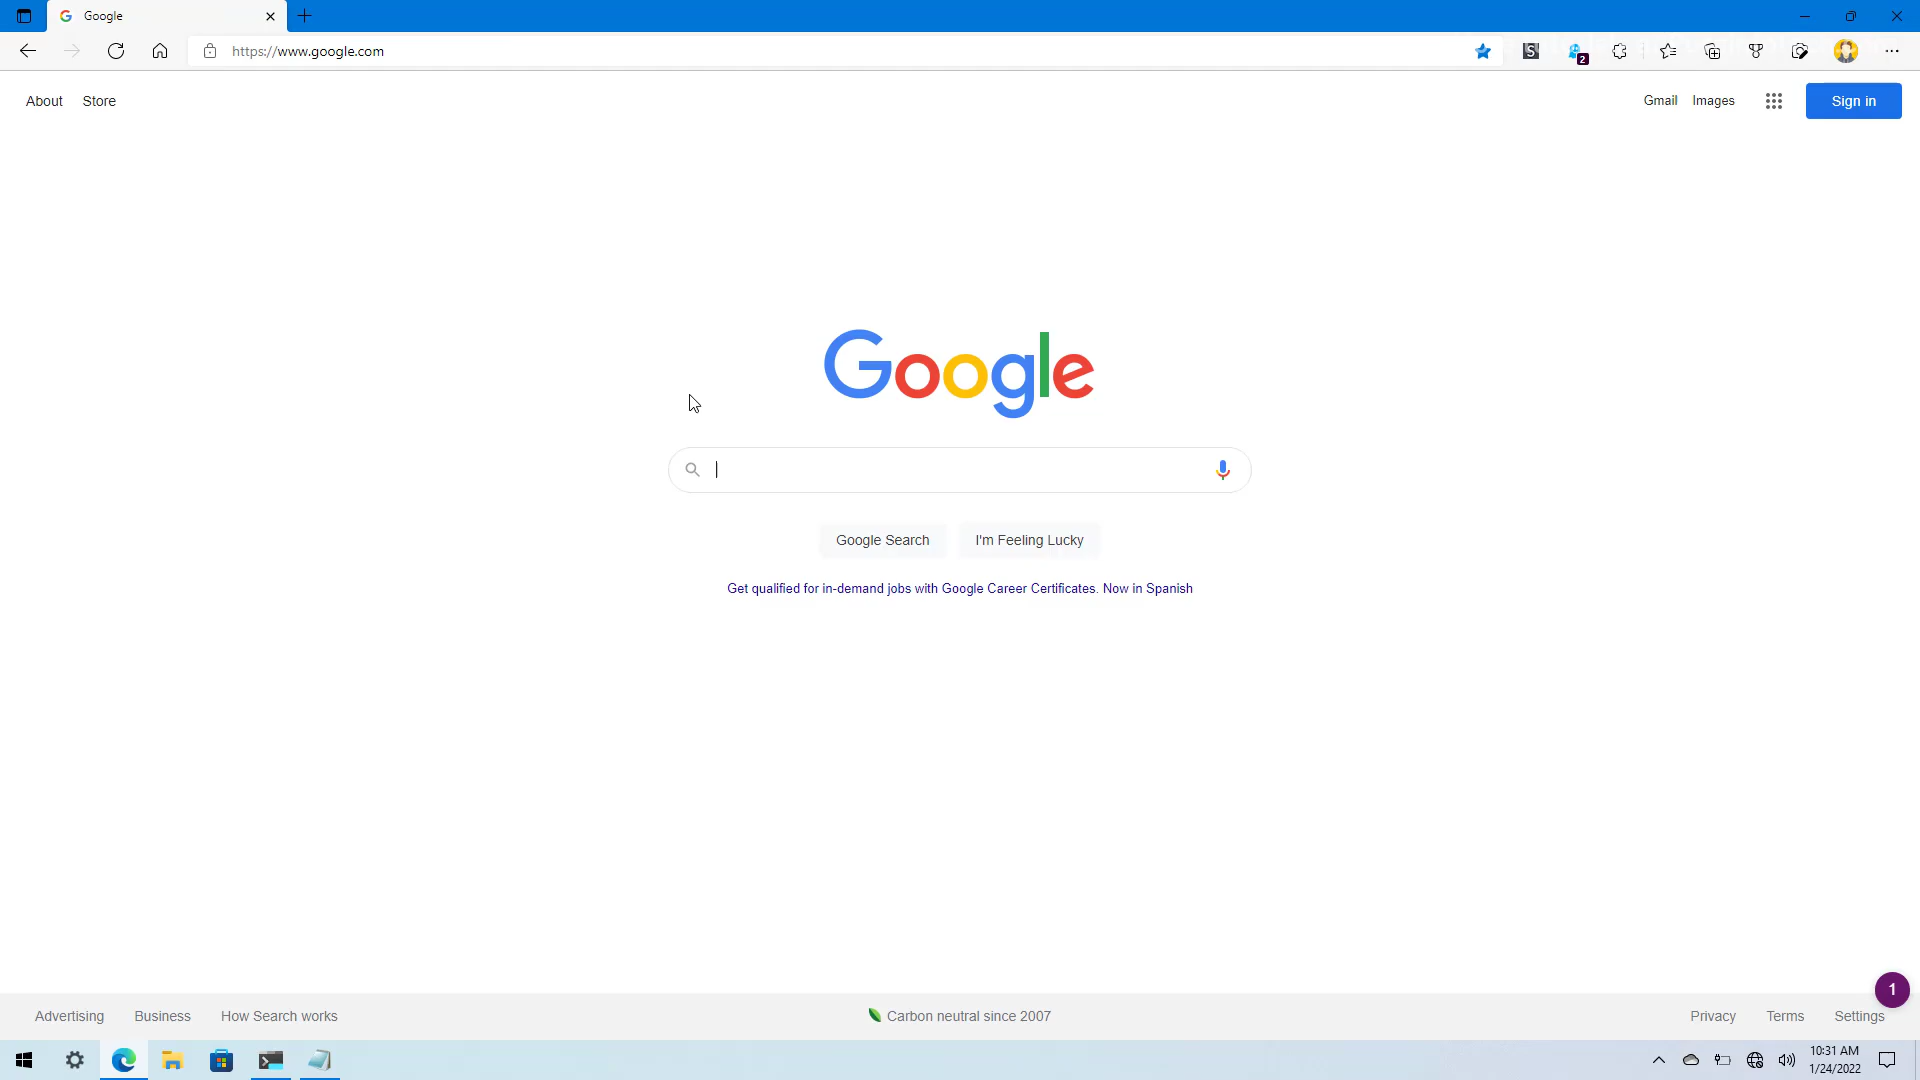 Google
https://www.google.com
S
2
About Store
Gmail Images
Sign in
Google
Google Search
I'm Feeling Lucky
Get qualified for in-demand jobs with Google Career Certificates. Now in Spanish
1
Advertising Business How Search works
Carbon neutral since 2007
Privacy Terms Settings
10:31 AM
1/24/2022